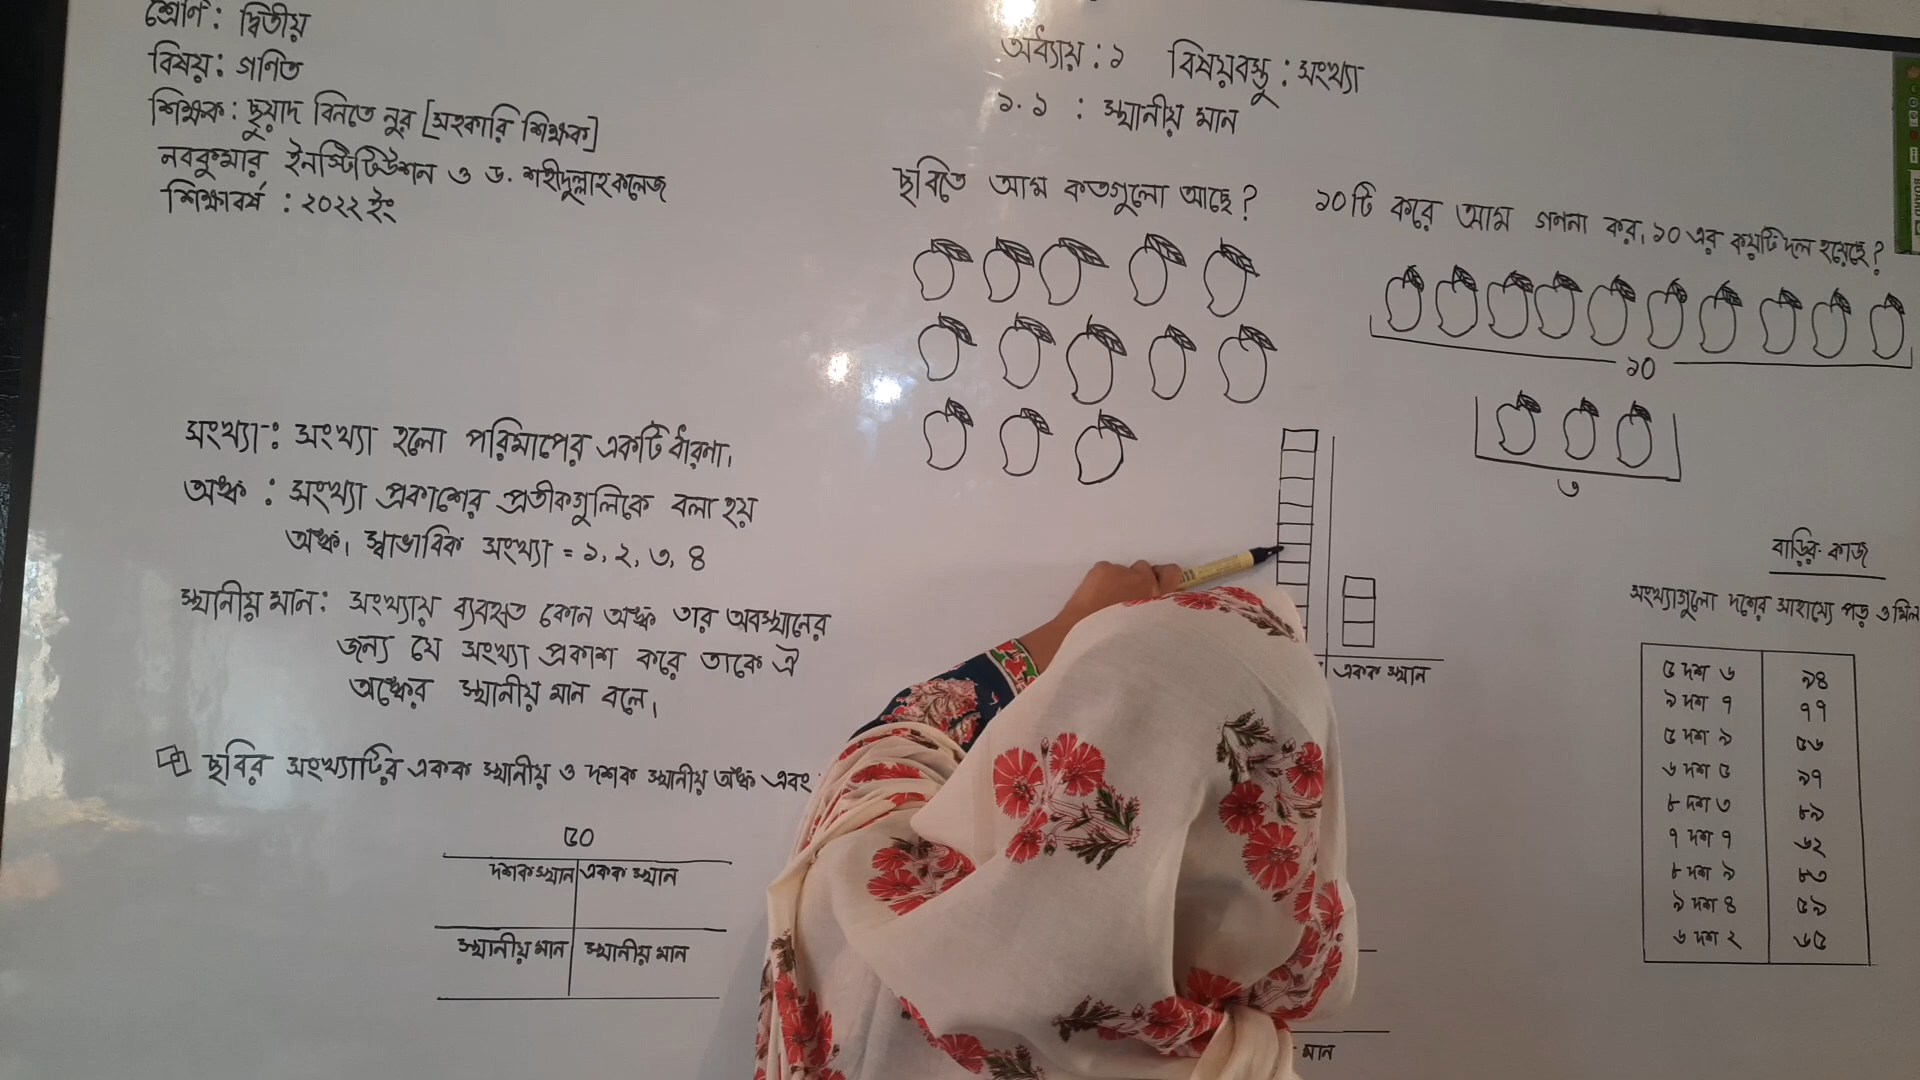 শ্রেণি : দ্বিতীয়
বিষয় : গণিত
শিক্ষক : ছুয়াদ বিনতে নুর [সহকারি শিক্ষক]
নবকুমার ইনস্টিটিউশন ও ড. শহীদুল্লাহ কলেজ
শিক্ষাবর্ষ : ২০২২ ইং
সংখ্যা : সংখ্যা হলো পরিমাপের একটি ধারনা।
অঙ্ক : সংখ্যা প্রকাশের প্রতীকগুলিকে বলা হয়
অঙ্ক। স্বাভাবিক সংখ্যা = ১, ২, ৩, ৪
স্থানীয় মান : সংখ্যায় ব্যবহৃত কোন অঙ্ক তার অবস্থানের
জন্য যে সংখ্যা প্রকাশ করে তাকে ঐ
অঙ্কের স্থানীয় মান বলে।
ছবির সংখ্যাটির একক স্থানীয় ও দশক স্থানীয় অঙ্ক এবং
৫০
দশক স্থান একক স্থান
স্থানীয় মান স্থানীয় মান
অধ্যায় : ১ বিষয়বস্তু : সংখ্যা
১.১ : স্থানীয় মান
ছবিতে আম কতগুলো আছে?
১০টি করে আম গণনা কর, ১০ এর কয়টি দল হয়েছে?
১০
৩
একক স্থান
মান
বাড়ির কাজ
সংখ্যাগুলো দশের সাহায্যে পড় ও মিল
৫ দশ ৬ ৯৪
৯ দশ ৭ ৭৭
৫ দশ ৯ ৫৬
৬ দশ ৫ ৯৭
৮ দশ ৩ ৮৯
৭ দশ ৭ ৬২
৮ দশ ৯ ৮৩
৯ দশ ৪ ৫৯
৬ দশ ২ ৬৫